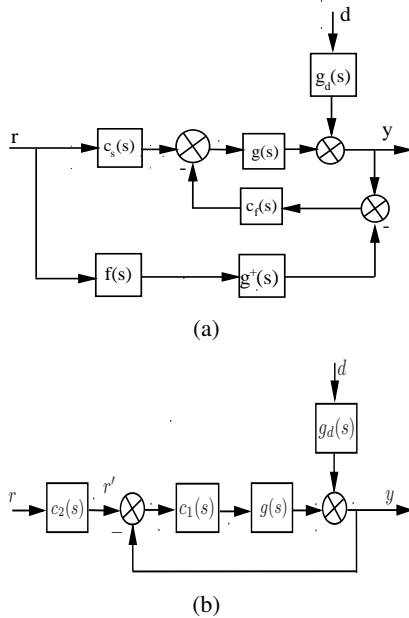 d
g_d(s)
r
c_s(s)
-
g(s)
y
c_f(s)
-
f(s)
g^+(s)
(a)
d
g_d(s)
r
c_2(s)
r'
−
c_1(s)
g(s)
y
(b)